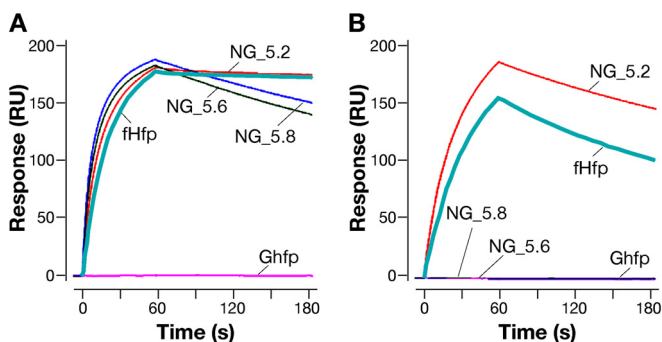 A
Response (RU)
200
150
100
50
0
NG_5.2
NG_5.6
NG_5.8
fHfp
Ghfp
0 60 120 180
Time (s)
B
Response (RU)
200
150
100
50
0
NG_5.2
fHfp
NG_5.8
NG_5.6
Ghfp
0 60 120 180
Time (s)